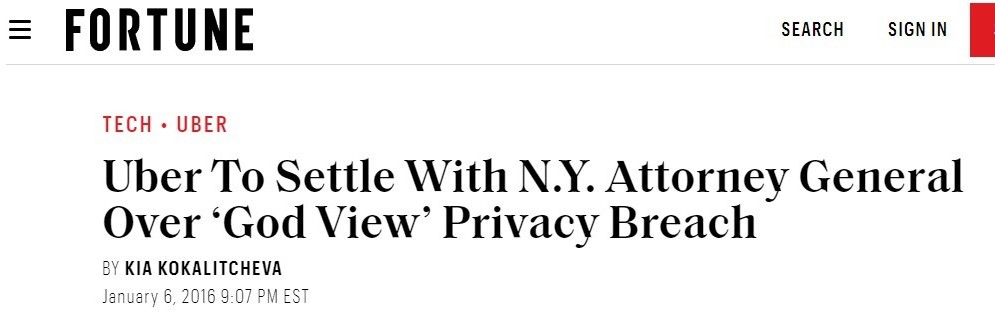 FORTUNE
SEARCH
SIGN IN
TECH • UBER
Uber To Settle With N.Y. Attorney General
Over ‘God View’ Privacy Breach
BY KIA KOKALITCHEVA
January 6, 2016 9:07 PM EST